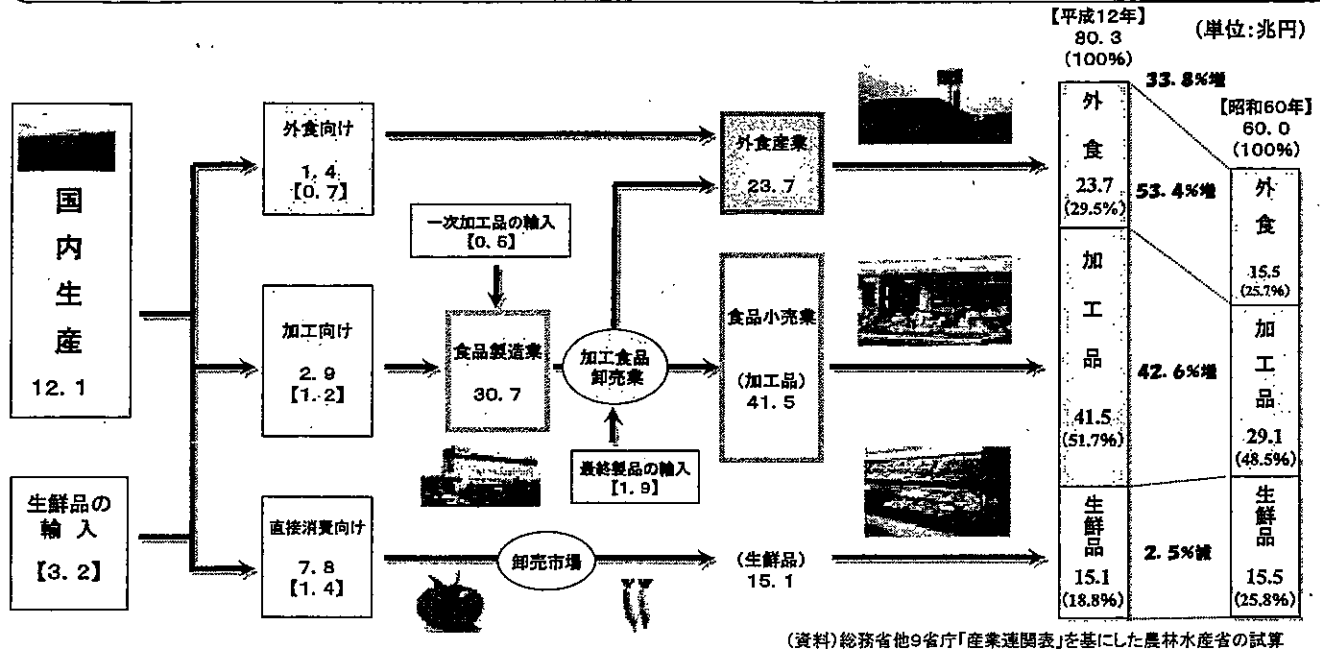 【平成12年】
80.3
(100%)
(単位:兆円)
33.8%増
【昭和60年】
60.0
(100%)
国内生産
12.1
生鮮品の
輸入
【3.2】
外食向け
1.4
【0.7】
一次加工品の輸入
【0.5】
加工向け
2.9
【1.2】
直接消費向け
7.8
【1.4】
食品製造業
30.7
加工食品
卸売業
最終製品の輸入
【1.9】
卸売市場
外食産業
23.7
食品小売業
(加工品)
41.5
(生鮮品)
15.1
外食
23.7
(29.5%)
53.4%増
外食
15.5
(25.7%)
加工品
41.5
(51.7%)
42.6%増
加工品
29.1
(48.5%)
生鮮品
15.1
(18.8%)
2.5%減
生鮮品
15.5
(25.8%)
(資料)総務省他9省庁「産業連関表」を基にした農林水産省の試算